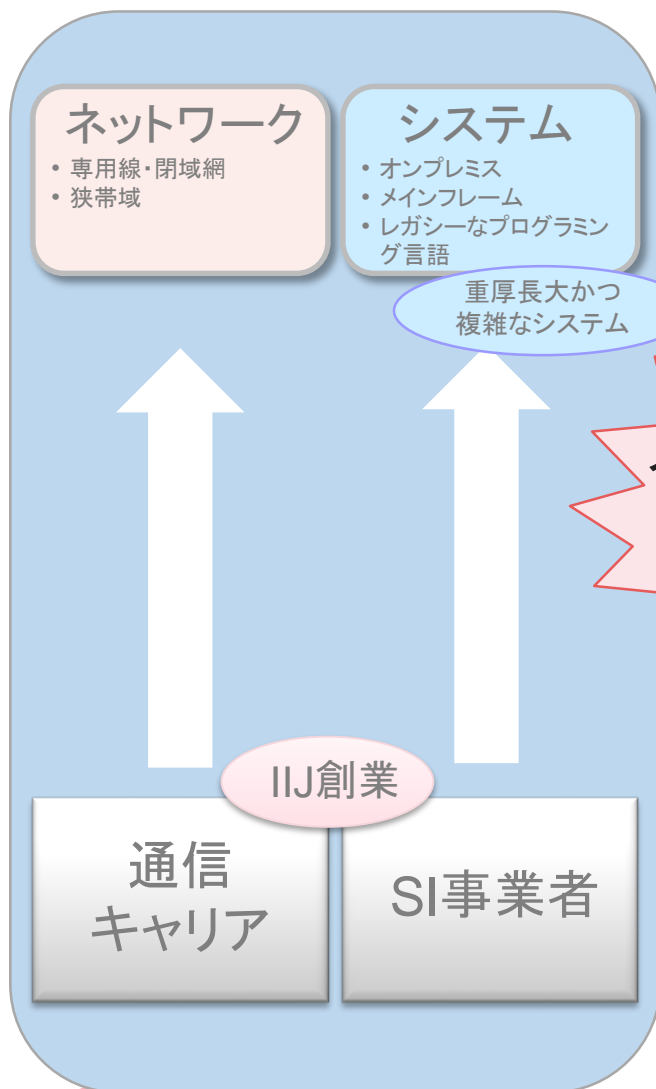 ネットワーク
• 専用線・閉域網
• 狭帯域
システム
• オンプレミス
• メインフレーム
• レガシーなプログラミン
グ言語
重厚長大かつ
複雑なシステム
IIJ創業
通信
キャリア
SI事業者